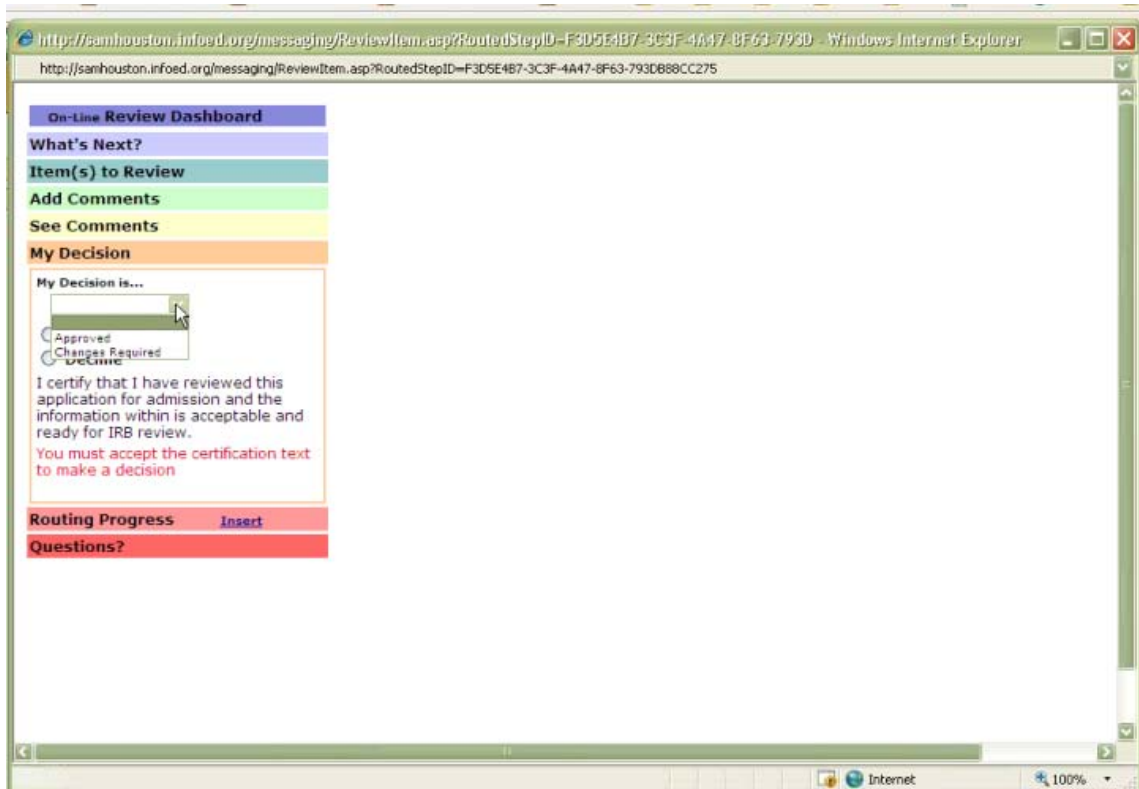 http://samhouston.infoed.org/messaging/ReviewItem.asp?RoutedStepID=F3D5E4B7-3C3F-4A47-8F63-793D - Windows Internet Explorer
http://samhouston.infoed.org/messaging/ReviewItem.asp?RoutedStepID=F3D5E4B7-3C3F-4A47-8F63-793DB88CC275
On-Line Review Dashboard
What's Next?
Item(s) to Review
Add Comments
See Comments
My Decision
My Decision is...
Approved
Changes Required
Decline
I certify that I have reviewed this
application for admission and the
information within is acceptable and
ready for IRB review.
You must accept the certification text
to make a decision
Routing Progress Insert
Questions?
Internet 100%